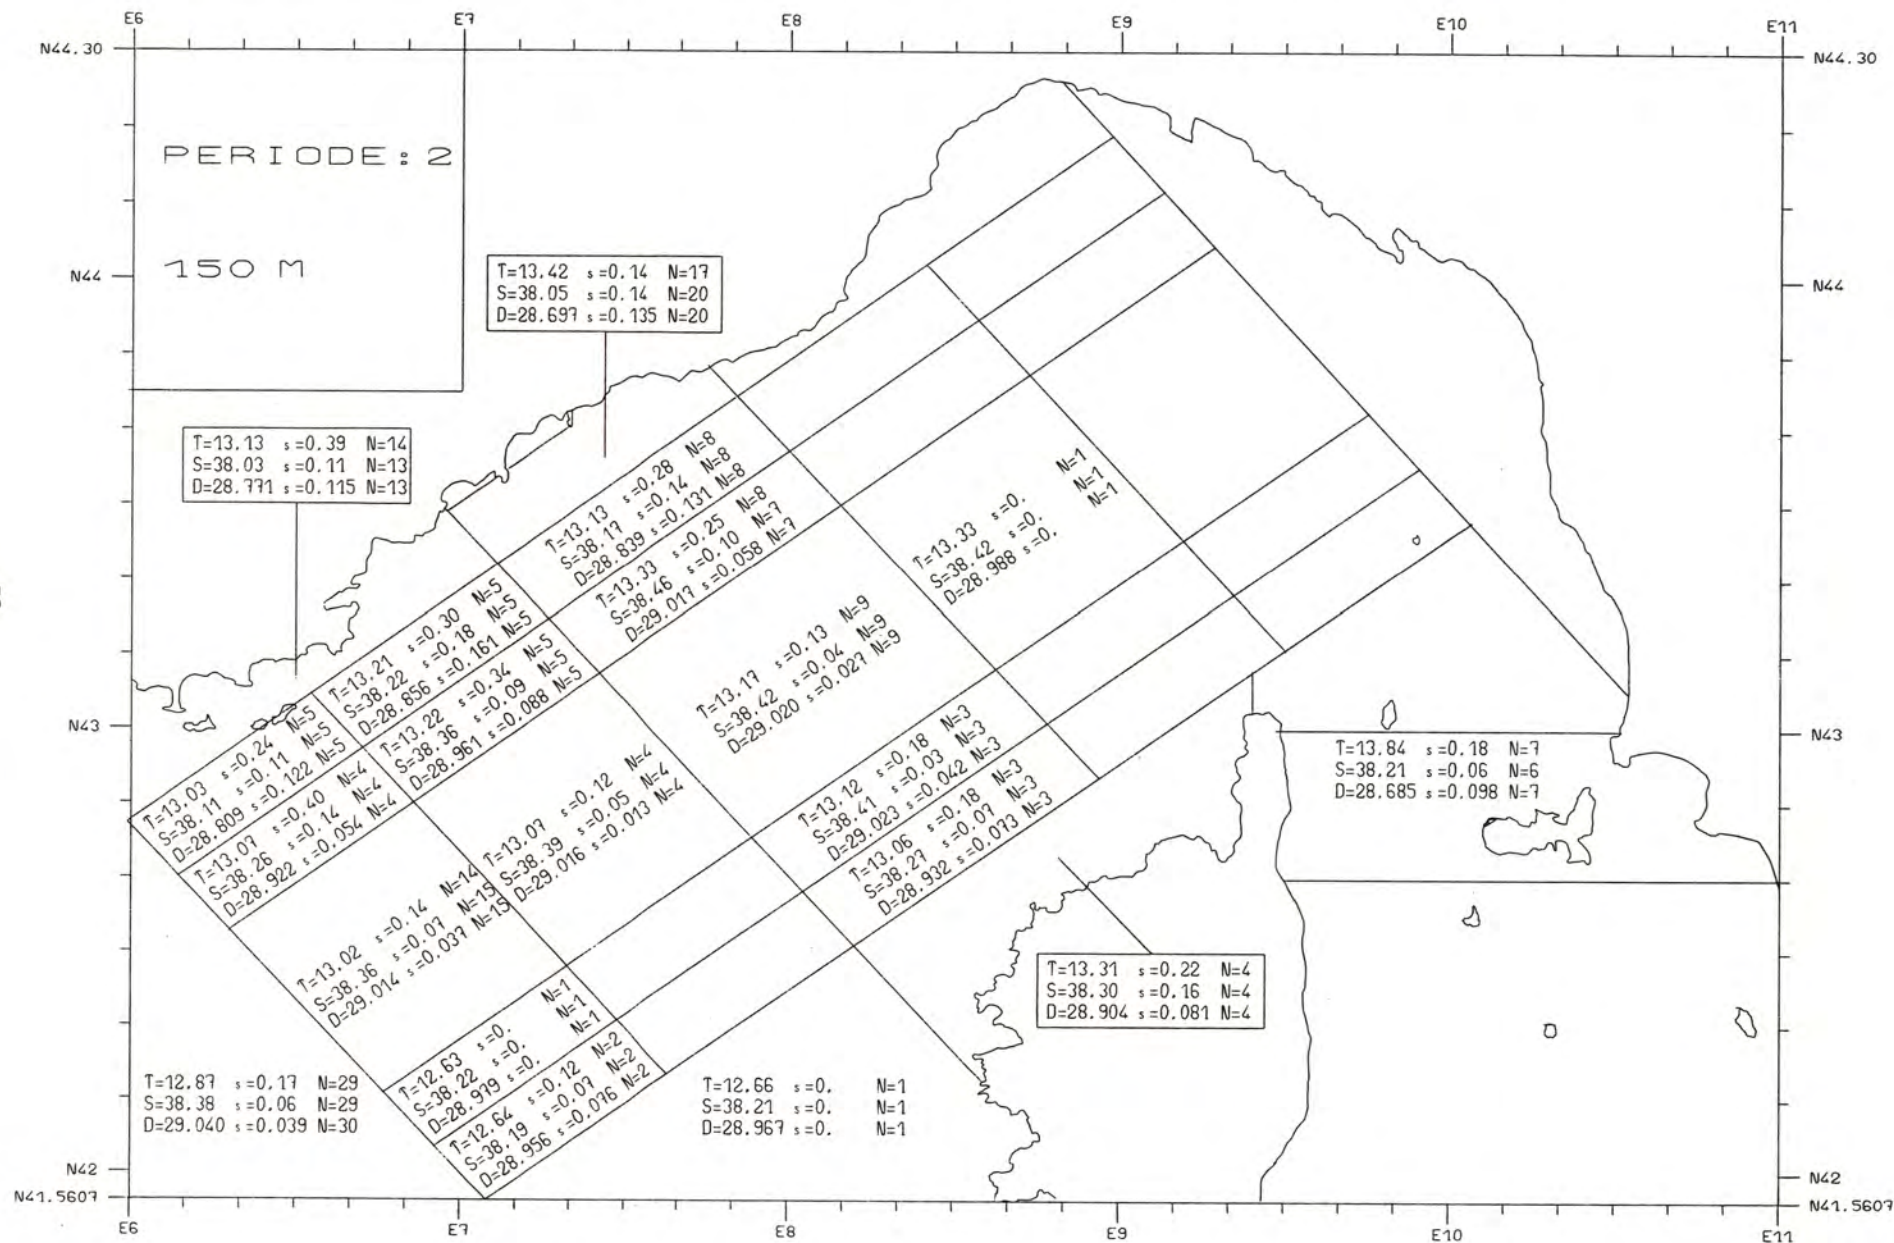 E6 E7 E8 E9 E10 E11
N44.30 N44.30
PERIODE:2
150 M
N44 N44
T=13.42 s=0.14 N=17
S=38.05 s=0.14 N=20
D=28.697 s=0.135 N=20
T=13.13 s=0.39 N=14
S=38.03 s=0.11 N=13
D=28.771 s=0.115 N=13
T=13.13 s=0.28 N=8
S=38.17 s=0.14 N=8
D=28.839 s=0.131 N=8
T=13.33 s=0.25 N=8
S=38.46 s=0.10 N=7
D=29.017 s=0.058 N=7
T=13.33 s=0. N=1
S=38.42 s=0. N=1
D=28.988 s=0. N=1
T=13.21 s=0.30 N=5
S=38.22 s=0.18 N=5
D=28.856 s=0.161 N=5
T=13.22 s=0.34 N=5
S=38.36 s=0.09 N=5
D=28.961 s=0.088 N=5
T=13.17 s=0.13 N=9
S=38.42 s=0.04 N=9
D=29.020 s=0.027 N=9
N43 N43
T=13.03 s=0.24 N=5
S=38.11 s=0.11 N=5
D=28.809 s=0.122 N=5
T=13.07 s=0.40 N=4
S=38.26 s=0.14 N=4
D=28.922 s=0.054 N=4
T=13.07 s=0.12 N=4
S=38.39 s=0.05 N=4
D=29.016 s=0.013 N=4
T=13.12 s=0.18 N=3
S=38.41 s=0.03 N=3
D=29.023 s=0.042 N=3
T=13.06 s=0.18 N=3
S=38.27 s=0.07 N=3
D=28.932 s=0.073 N=3
T=13.84 s=0.18 N=7
S=38.21 s=0.06 N=6
D=28.685 s=0.098 N=7
T=13.02 s=0.14 N=14
S=38.36 s=0.07 N=15
D=29.014 s=0.037 N=15
T=13.31 s=0.22 N=4
S=38.30 s=0.16 N=4
D=28.904 s=0.081 N=4
T=12.63 s=0. N=1
S=38.22 s=0. N=1
D=28.979 s=0. N=1
T=12.64 s=0.12 N=2
S=38.19 s=0.07 N=2
D=28.956 s=0.076 N=2
T=12.87 s=0.17 N=29
S=38.38 s=0.06 N=29
D=29.040 s=0.039 N=30
T=12.66 s=0. N=1
S=38.21 s=0. N=1
D=28.967 s=0. N=1
N42 N42
N41.5607 N41.5607
E6 E7 E8 E9 E10 E11